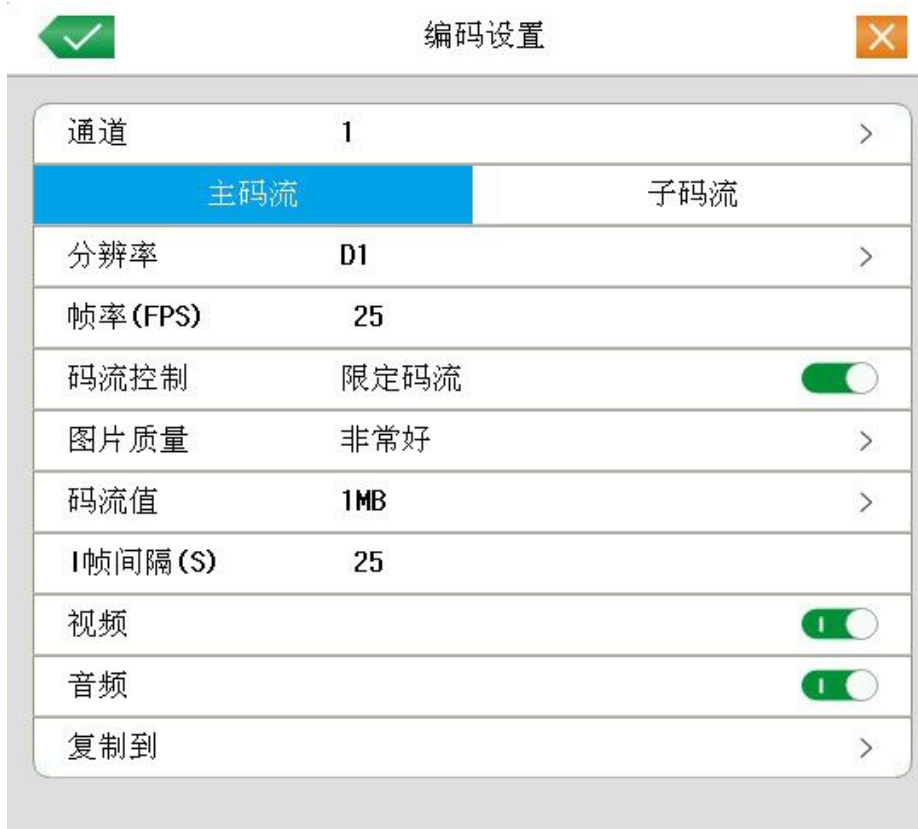 编码设置
通道 1
主码流 子码流
分辨率 D1
帧率(FPS) 25
码流控制 限定码流
图片质量 非常好
码流值 1MB
I帧间隔(S) 25
视频
音频
复制到